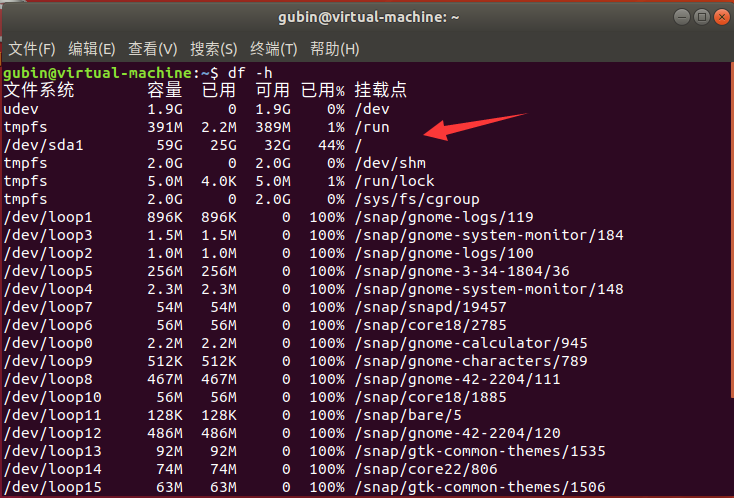 gubin@virtual-machine: ~
文件(F) 编辑(E) 查看(V) 搜索(S) 终端(T) 帮助(H)
gubin@virtual-machine:~$ df -h
文件系统 容量 已用 可用 已用% 挂载点
udev 1.9G 0 1.9G 0% /dev
tmpfs 391M 2.2M 389M 1% /run
/dev/sda1 59G 25G 32G 44% /
tmpfs 2.0G 0 2.0G 0% /dev/shm
tmpfs 5.0M 4.0K 5.0M 1% /run/lock
tmpfs 2.0G 0 2.0G 0% /sys/fs/cgroup
/dev/loop1 896K 896K 0 100% /snap/gnome-logs/119
/dev/loop3 1.5M 1.5M 0 100% /snap/gnome-system-monitor/184
/dev/loop2 1.0M 1.0M 0 100% /snap/gnome-logs/100
/dev/loop5 256M 256M 0 100% /snap/gnome-3-34-1804/36
/dev/loop4 2.3M 2.3M 0 100% /snap/gnome-system-monitor/148
/dev/loop7 54M 54M 0 100% /snap/snapd/19457
/dev/loop6 56M 56M 0 100% /snap/core18/2785
/dev/loop0 2.2M 2.2M 0 100% /snap/gnome-calculator/945
/dev/loop9 512K 512K 0 100% /snap/gnome-characters/789
/dev/loop8 467M 467M 0 100% /snap/gnome-42-2204/111
/dev/loop10 56M 56M 0 100% /snap/core18/1885
/dev/loop11 128K 128K 0 100% /snap/bare/5
/dev/loop12 486M 486M 0 100% /snap/gnome-42-2204/120
/dev/loop13 92M 92M 0 100% /snap/gtk-common-themes/1535
/dev/loop14 74M 74M 0 100% /snap/core22/806
/dev/loop15 63M 63M 0 100% /snap/gtk-common-themes/1506